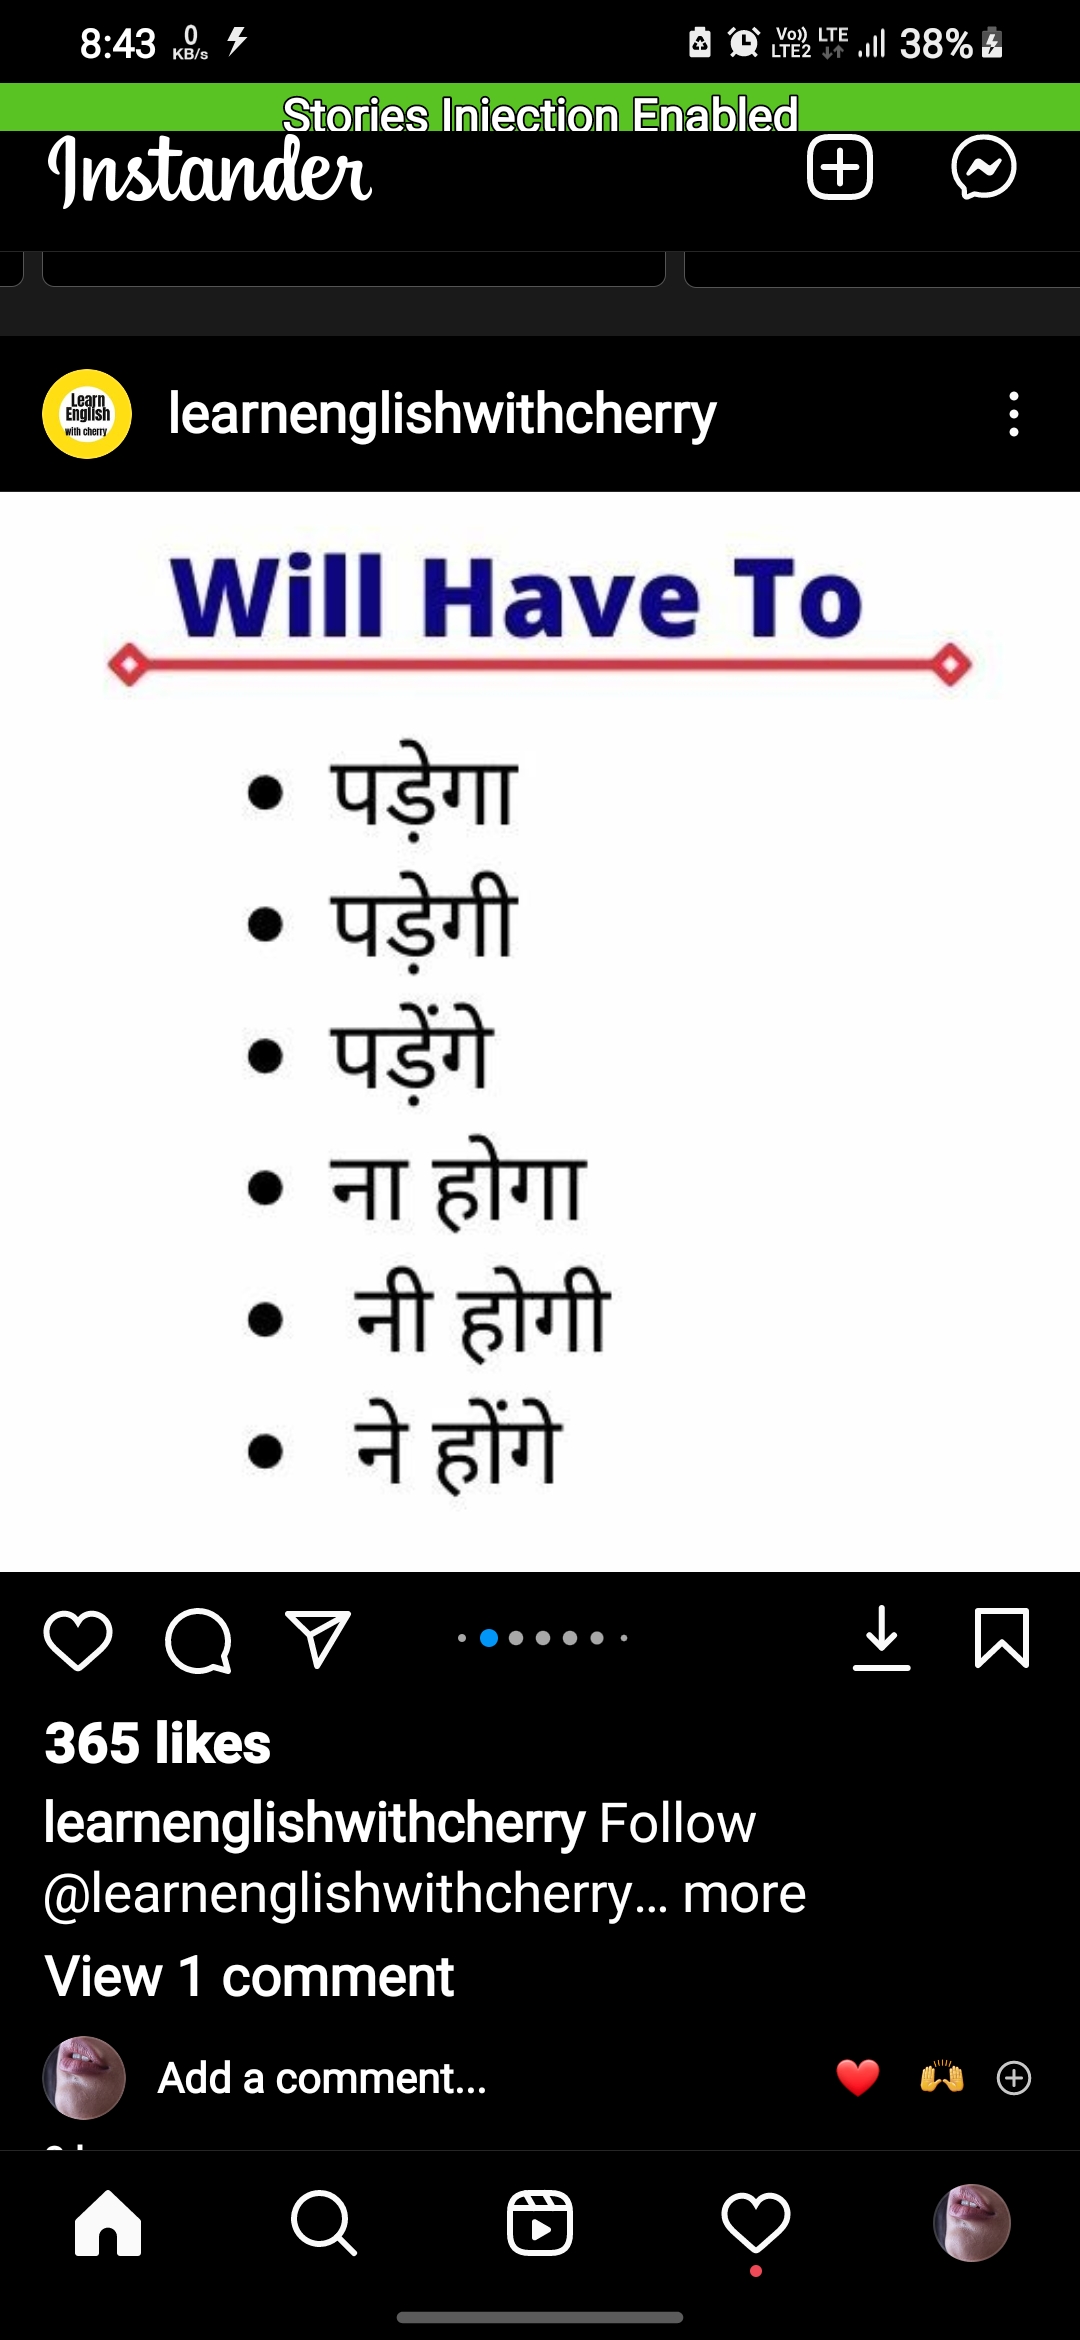 8:43 0 KB/s Vo)) LTE2 LTE 38%
Stories Injection Enabled
Instander
Learn English with cherry
learnenglishwithcherry
Will Have To
• पड़ेगा
• पड़ेगी
• पड़ेंगे
• ना होगा
• नी होगी
• ने होंगे
365 likes
learnenglishwithcherry Follow
@learnenglishwithcherry... more
View 1 comment
Add a comment...